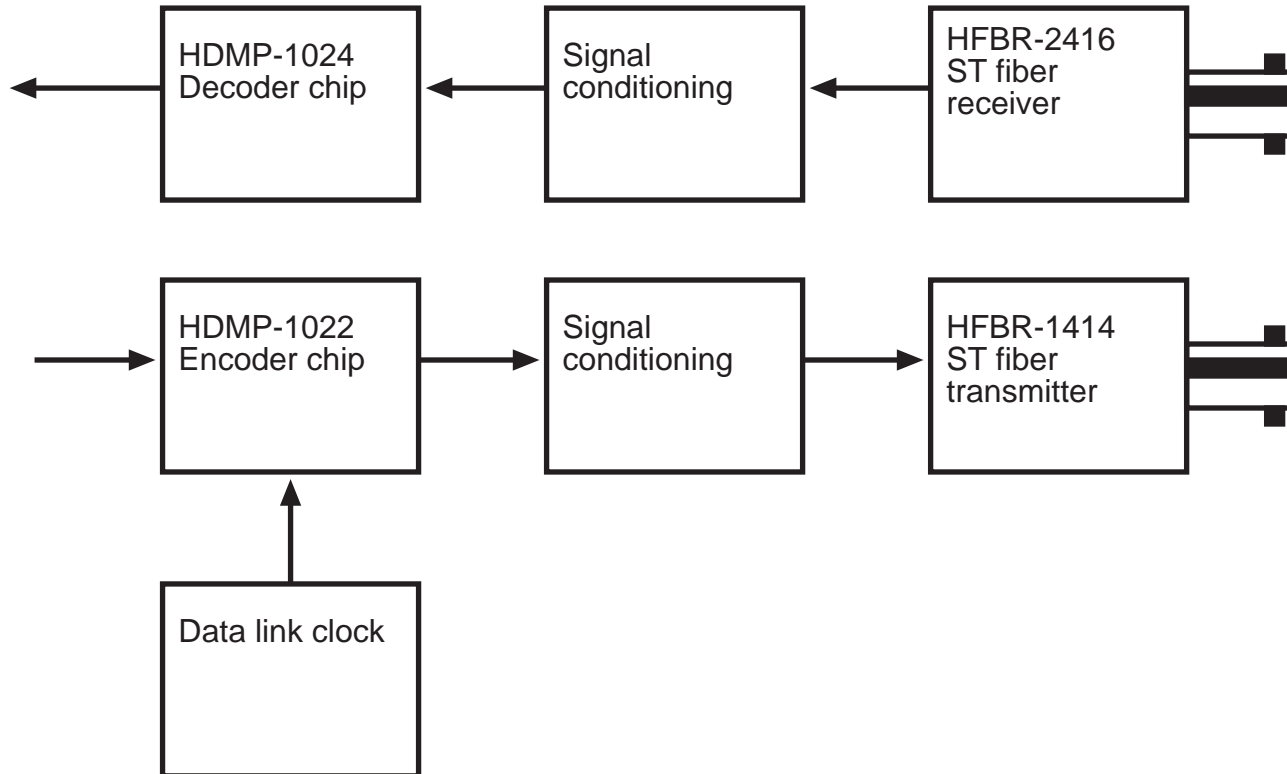 HDMP-1024
Decoder chip
Signal
conditioning
HFBR-2416
ST fiber
receiver
HDMP-1022
Encoder chip
Signal
conditioning
HFBR-1414
ST fiber
transmitter
Data link clock